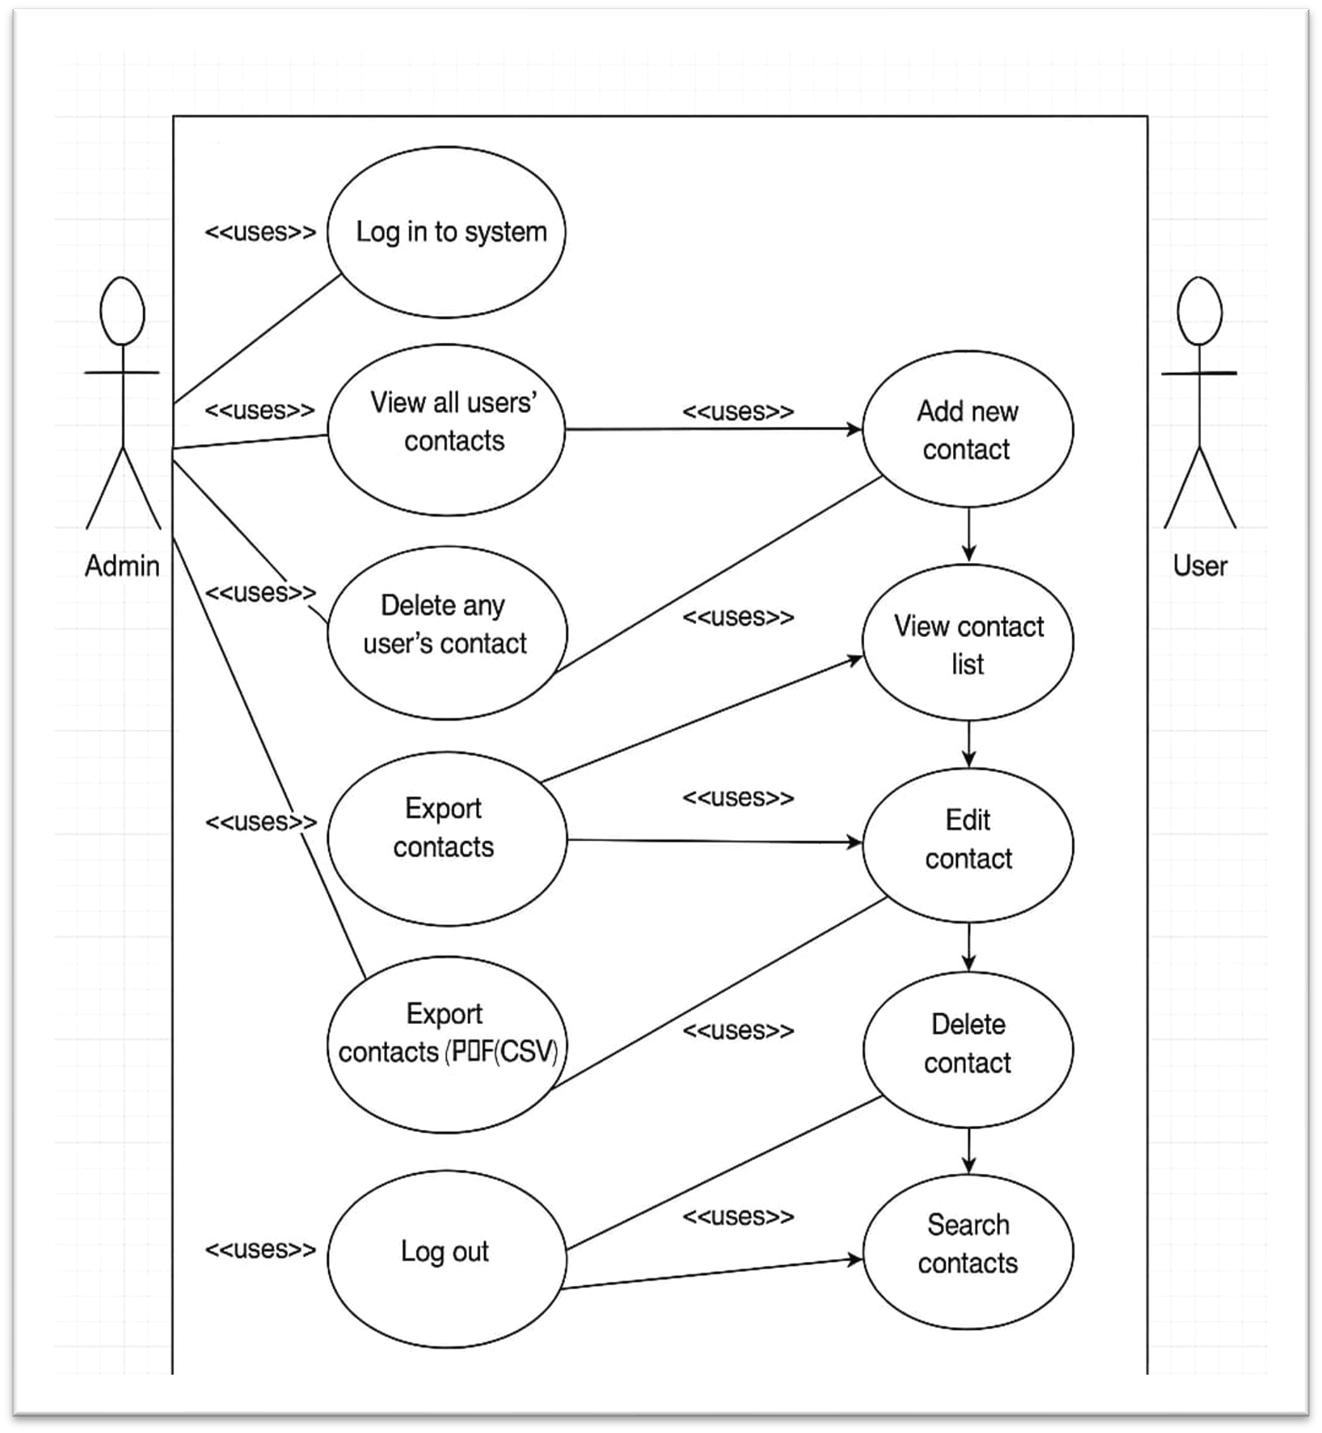 <<uses>>
Log in to system
<<uses>>
View all users’
contacts
<<uses>>
Add new
contact
Admin
User
<<uses>>
Delete any
user’s contact
<<uses>>
View contact
list
<<uses>>
Export
contacts
<<uses>>
Edit
contact
Export
contacts (P▯F(CSV)
<<uses>>
Delete
contact
<<uses>>
Log out
<<uses>>
Search
contacts